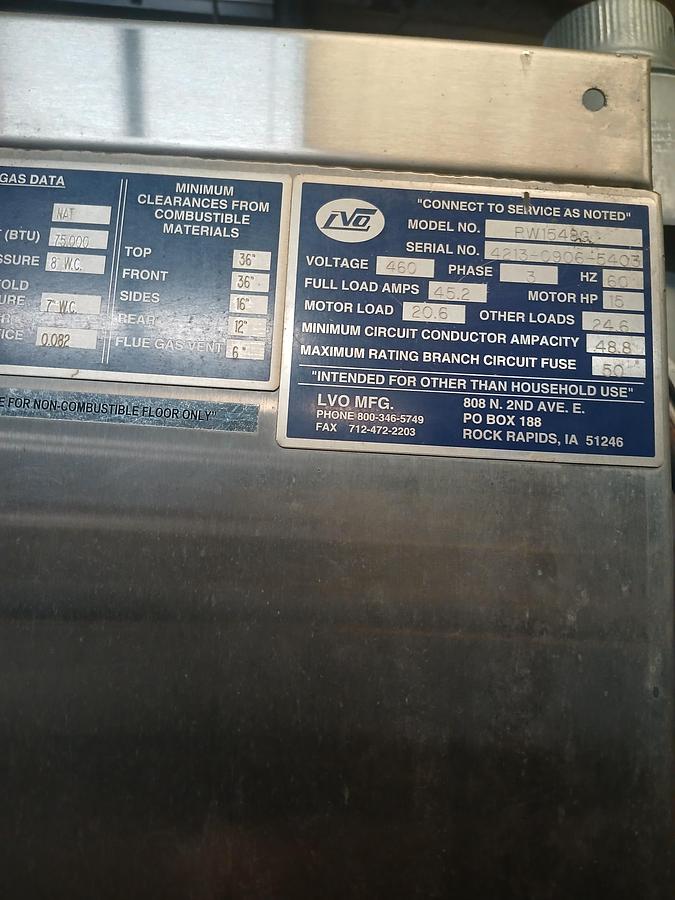 GAS DATA
NAT
(BTU) 75,000
SSURE 8" W.C.
OLD
URE 7" W.C.
R
ICE 0.082
MINIMUM
CLEARANCES FROM
COMBUSTIBLE
MATERIALS
TOP 36"
FRONT 36"
SIDES 16"
REAR 12"
FLUE GAS VENT 6"
E FOR NON-COMBUSTIBLE FLOOR ONLY"
LVO
"CONNECT TO SERVICE AS NOTED"
MODEL NO.
SERIAL NO. 4213-0906-5403
VOLTAGE 460 PHASE 3 HZ 60
FULL LOAD AMPS 45.2 MOTOR HP 15
MOTOR LOAD 20.6 OTHER LOADS 24.6
MINIMUM CIRCUIT CONDUCTOR AMPACITY 48.8
MAXIMUM RATING BRANCH CIRCUIT FUSE 50
"INTENDED FOR OTHER THAN HOUSEHOLD USE"
LVO MFG.
PHONE 800-346-5749
FAX 712-472-2203
808 N. 2ND AVE. E.
PO BOX 188
ROCK RAPIDS, IA 51246